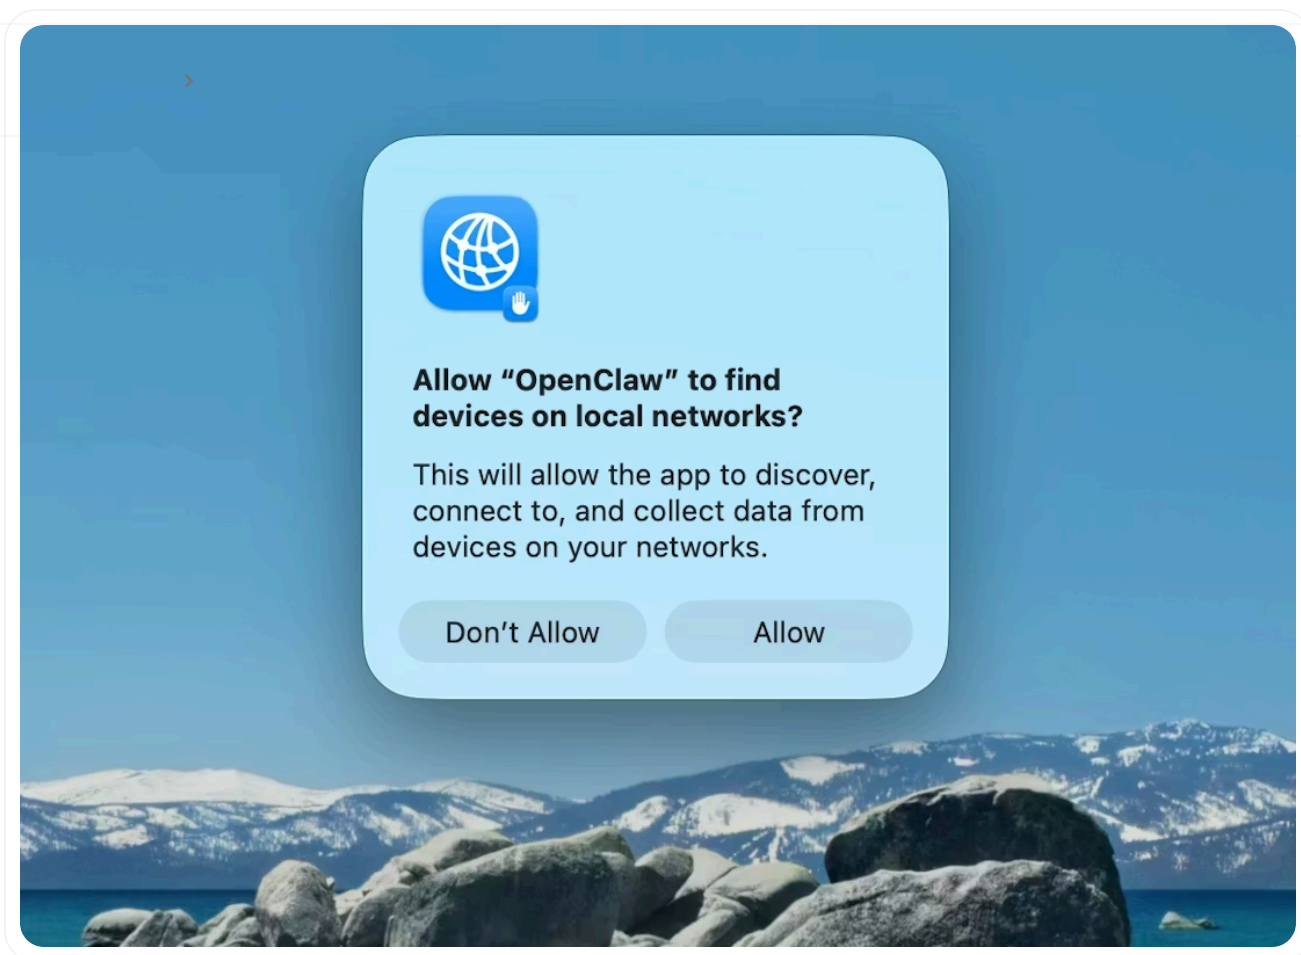 Allow “OpenClaw” to find
devices on local networks?
This will allow the app to discover,
connect to, and collect data from
devices on your networks.
Don’t Allow
Allow